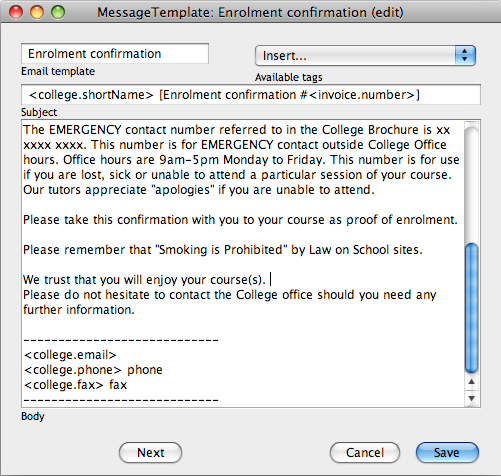 MessageTemplate: Enrolment confirmation (edit)
Enrolment confirmation
Insert...
Email template
Available tags
<college.shortName> [Enrolment confirmation #<invoice.number>]
Subject
The EMERGENCY contact number referred to in the College Brochure is xx
xxxx xxxx. This number is for EMERGENCY contact outside College Office
hours. Office hours are 9am-5pm Monday to Friday. This number is for use
if you are lost, sick or unable to attend a particular session of your course.
Our tutors appreciate "apologies" if you are unable to attend.
Please take this confirmation with you to your course as proof of enrolment.
Please remember that "Smoking is Prohibited" by Law on School sites.
We trust that you will enjoy your course(s).
Please do not hesitate to contact the College office should you need any
further information.
----------------------------
<college.email>
<college.phone> phone
<college.fax> fax
----------------------------
Body
Next
Cancel
Save